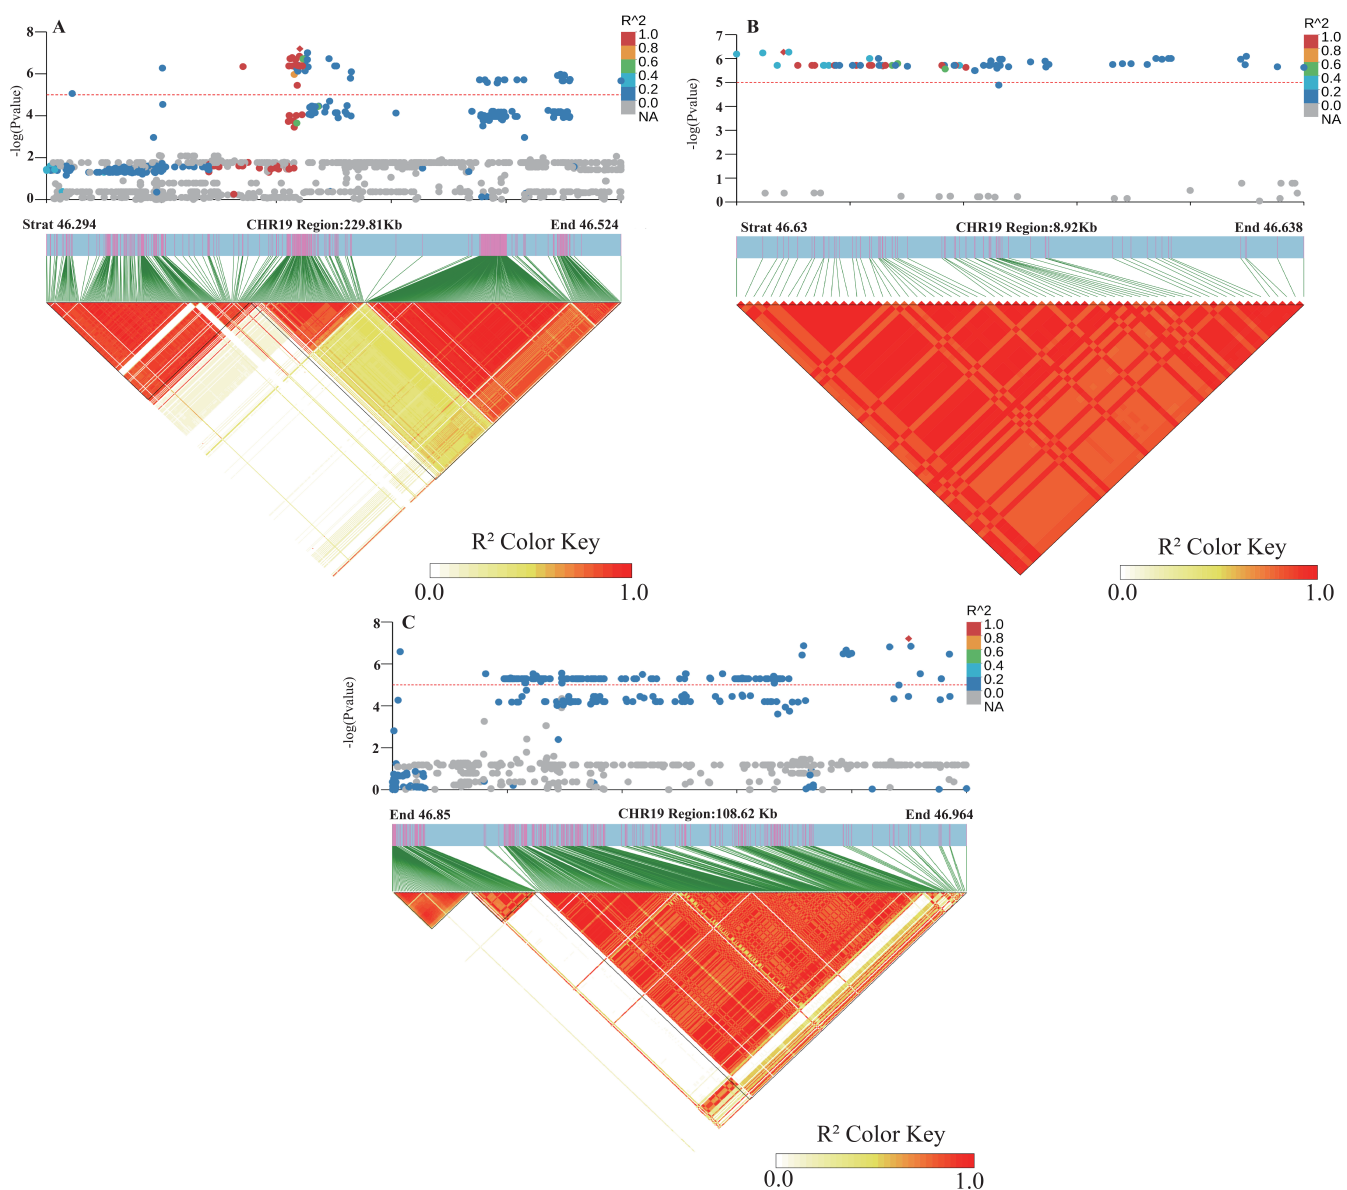 A
8
6
4
2
0
-log(Pvalue)
R^2
1.0
0.8
0.6
0.4
0.2
0.0
NA
Strat 46.294 CHR19 Region:229.81Kb End 46.524
R² Color Key
0.0 1.0
B
7
6
5
4
3
2
1
0
-log(Pvalue)
R^2
1.0
0.8
0.6
0.4
0.2
0.0
NA
Strat 46.63 CHR19 Region:8.92Kb End 46.638
R² Color Key
0.0 1.0
C
8
6
4
2
0
-log(Pvalue)
R^2
1.0
0.8
0.6
0.4
0.2
0.0
NA
End 46.85 CHR19 Region:108.62 Kb End 46.964
R² Color Key
0.0 1.0